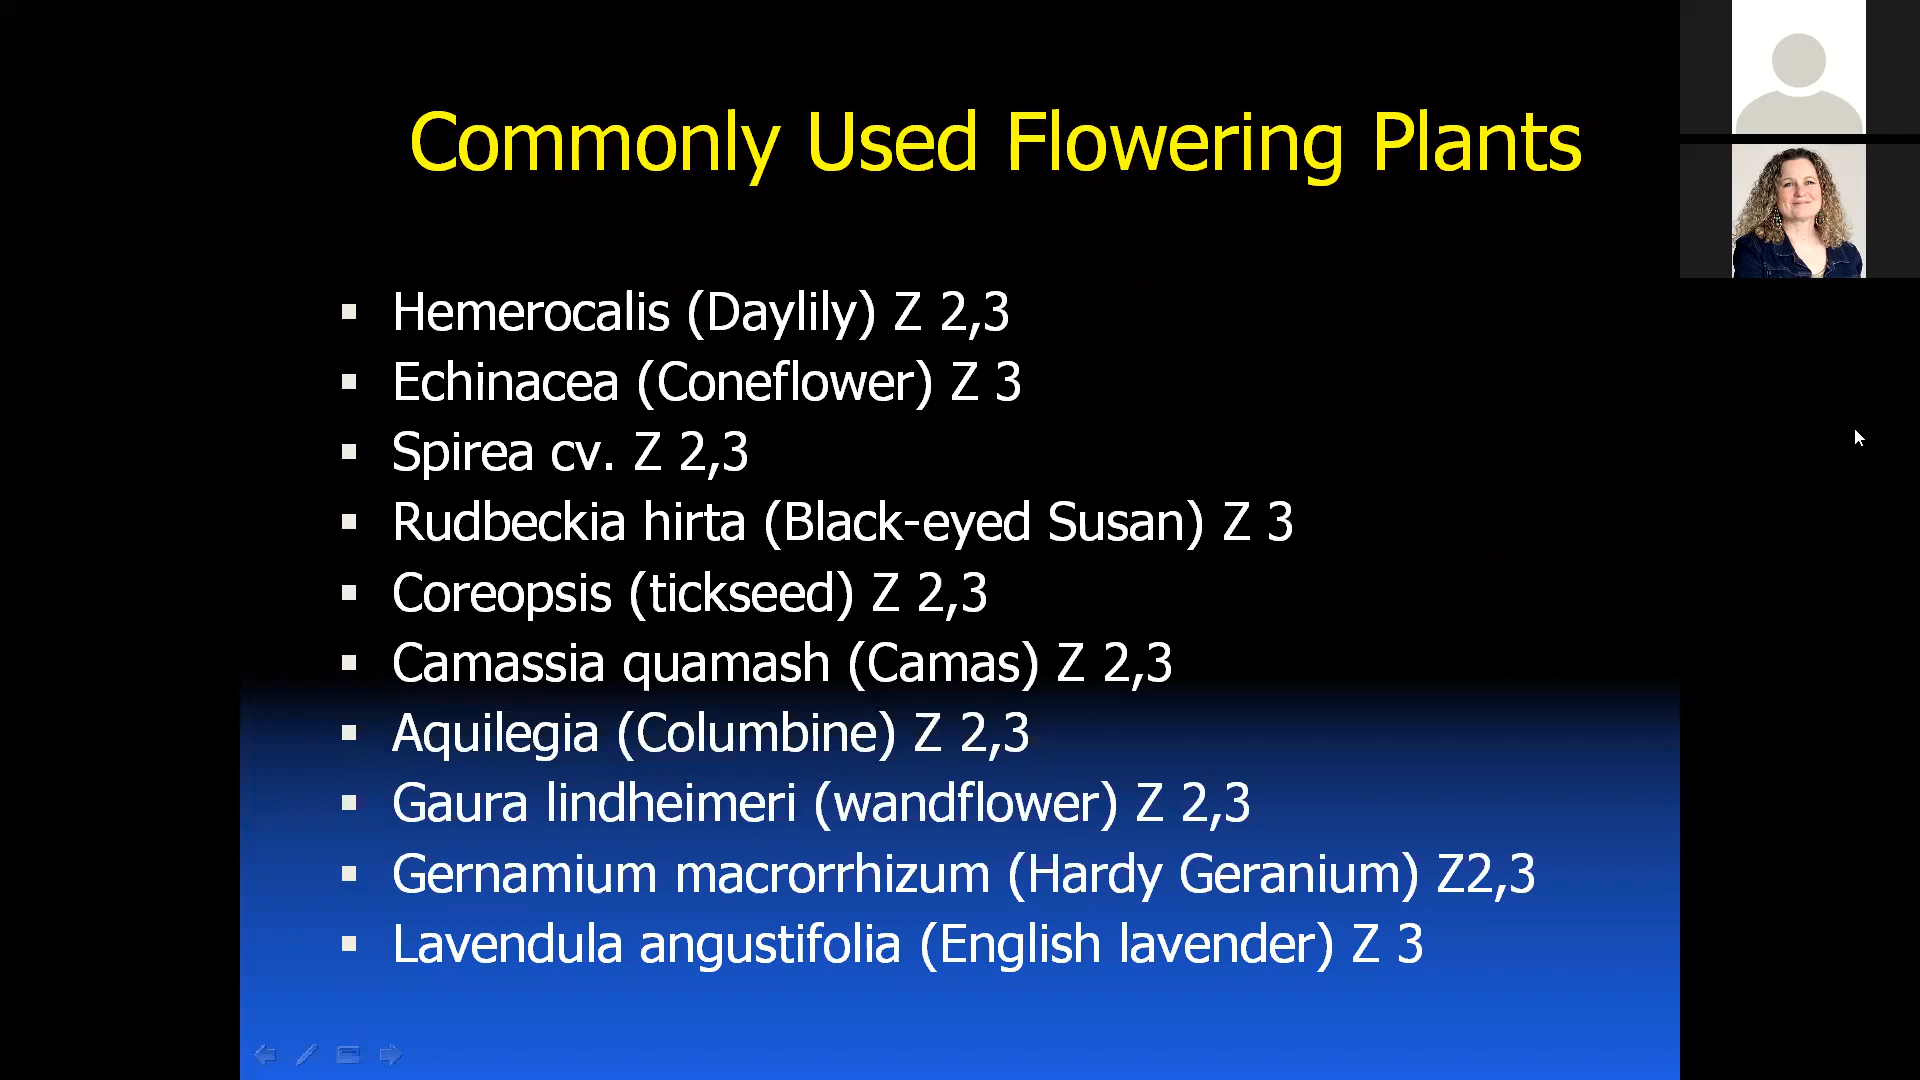 Commonly Used Flowering Plants
▪ Hemerocalis (Daylily) Z 2,3
▪ Echinacea (Coneflower) Z 3
▪ Spirea cv. Z 2,3
▪ Rudbeckia hirta (Black-eyed Susan) Z 3
▪ Coreopsis (tickseed) Z 2,3
▪ Camassia quamash (Camas) Z 2,3
▪ Aquilegia (Columbine) Z 2,3
▪ Gaura lindheimeri (wandflower) Z 2,3
▪ Gernamium macrorrhizum (Hardy Geranium) Z2,3
▪ Lavendula angustifolia (English lavender) Z 3